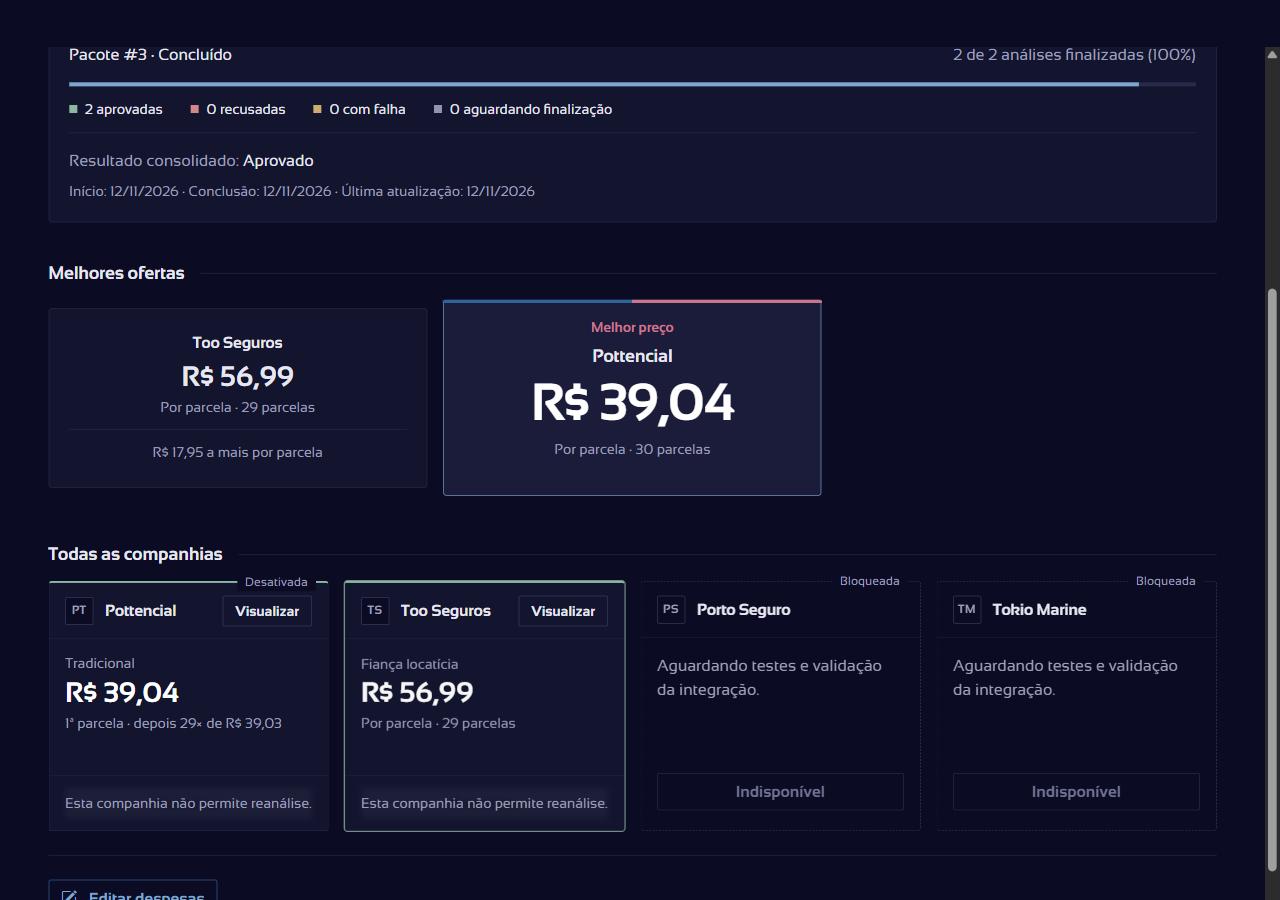 Pacote #3 · Concluído
2 de 2 análises finalizadas (100%)
2 aprovadas
0 recusadas
0 com falha
0 aguardando finalização
Resultado consolidado: Aprovado
Início: 12/11/2026 · Conclusão: 12/11/2026 · Última atualização: 12/11/2026
Melhores ofertas
Too Seguros
R$ 56,99
Por parcela · 29 parcelas
R$ 17,95 a mais por parcela
Melhor preço
Pottencial
R$ 39,04
Por parcela · 30 parcelas
Todas as companhias
Desativada
PT
Pottencial
Visualizar
Tradicional
R$ 39,04
1ª parcela · depois 29× de R$ 39,03
Esta companhia não permite reanálise.
TS
Too Seguros
Visualizar
Fiança locatícia
R$ 56,99
Por parcela · 29 parcelas
Esta companhia não permite reanálise.
Bloqueada
PS
Porto Seguro
Aguardando testes e validação
da integração.
Indisponível
Bloqueada
TM
Tokio Marine
Aguardando testes e validação
da integração.
Indisponível
Editar despesas